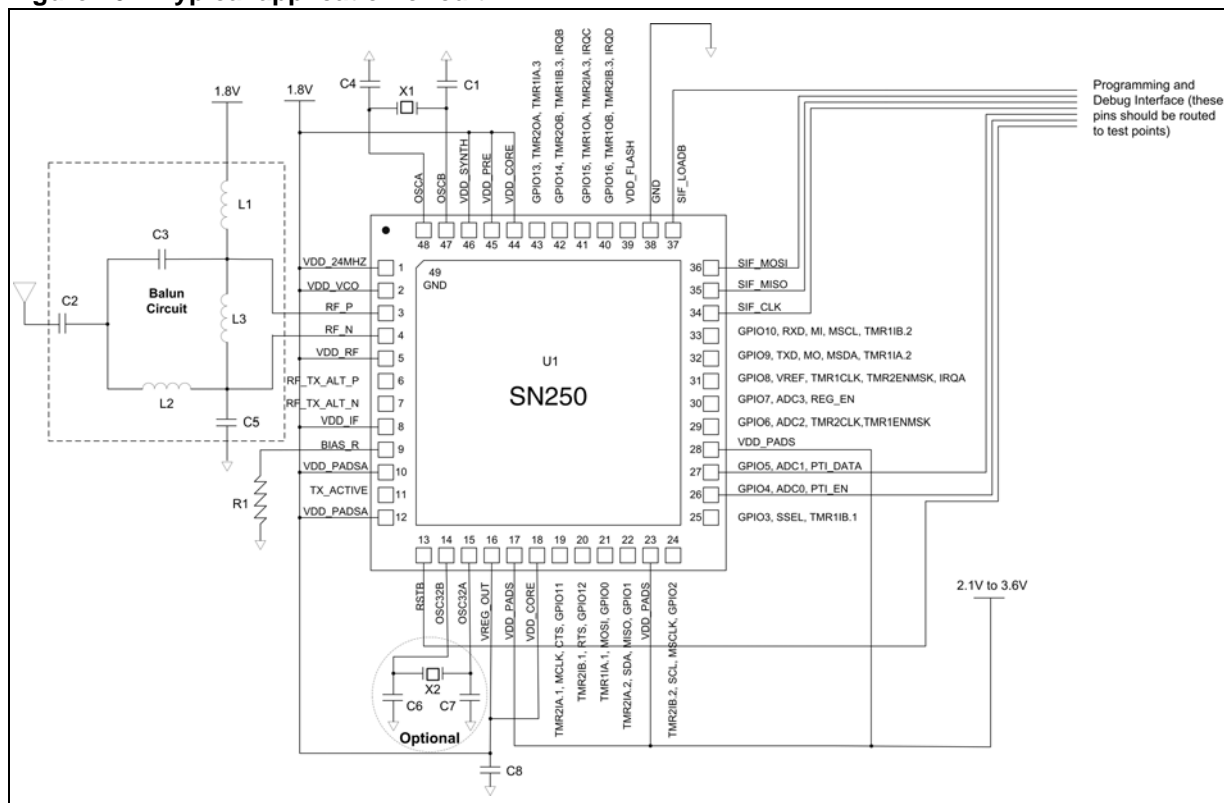 1.8V
1.8V
C4
X1
C1
OSCA
OSCB
VDD_SYNTH
VDD_PRE
VDD_CORE
GPIO13, TMR2OA, TMR1IA.3
GPIO14, TMR2OB, TMR1IB.3, IRQB
GPIO15, TMR1OA, TMR2IA.3, IRQC
GPIO16, TMR1OB, TMR2IB.3, IRQD
VDD_FLASH
GND
SIF_LOADB
Programming and
Debug Interface (these
pins should be routed
to test points)
48
47
46
45
44
43
42
41
40
39
38
37
L1
C3
Balun
Circuit
C2
L3
L2
C5
R1
VDD_24MHZ
1
VDD_VCO
2
RF_P
3
RF_N
4
VDD_RF
5
RF_TX_ALT_P
6
RF_TX_ALT_N
7
VDD_IF
8
BIAS_R
9
VDD_PADSA
10
TX_ACTIVE
11
VDD_PADSA
12
49
GND
U1
SN250
36
SIF_MOSI
35
SIF_MISO
34
SIF_CLK
33
GPIO10, RXD, MI, MSCL, TMR1IB.2
32
GPIO9, TXD, MO, MSDA, TMR1IA.2
31
GPIO8, VREF, TMR1CLK, TMR2ENMSK, IRQA
30
GPIO7, ADC3, REG_EN
29
GPIO6, ADC2, TMR2CLK,TMR1ENMSK
28
VDD_PADS
27
GPIO5, ADC1, PTI_DATA
26
GPIO4, ADC0, PTI_EN
25
GPIO3, SSEL, TMR1IB.1
13
14
15
16
17
18
19
20
21
22
23
24
RSTB
OSC32B
OSC32A
VREG_OUT
VDD_PADS
VDD_CORE
TMR2IA.1, MCLK, CTS, GPIO11
TMR2IB.1, RTS, GPIO12
TMR1IA.1, MOSI, GPIO0
TMR2IA.2, SDA, MISO, GPIO1
VDD_PADS
TMR2IB.2, SCL, MSCLK, GPIO2
2.1V to 3.6V
X2
C6
C7
Optional
C8